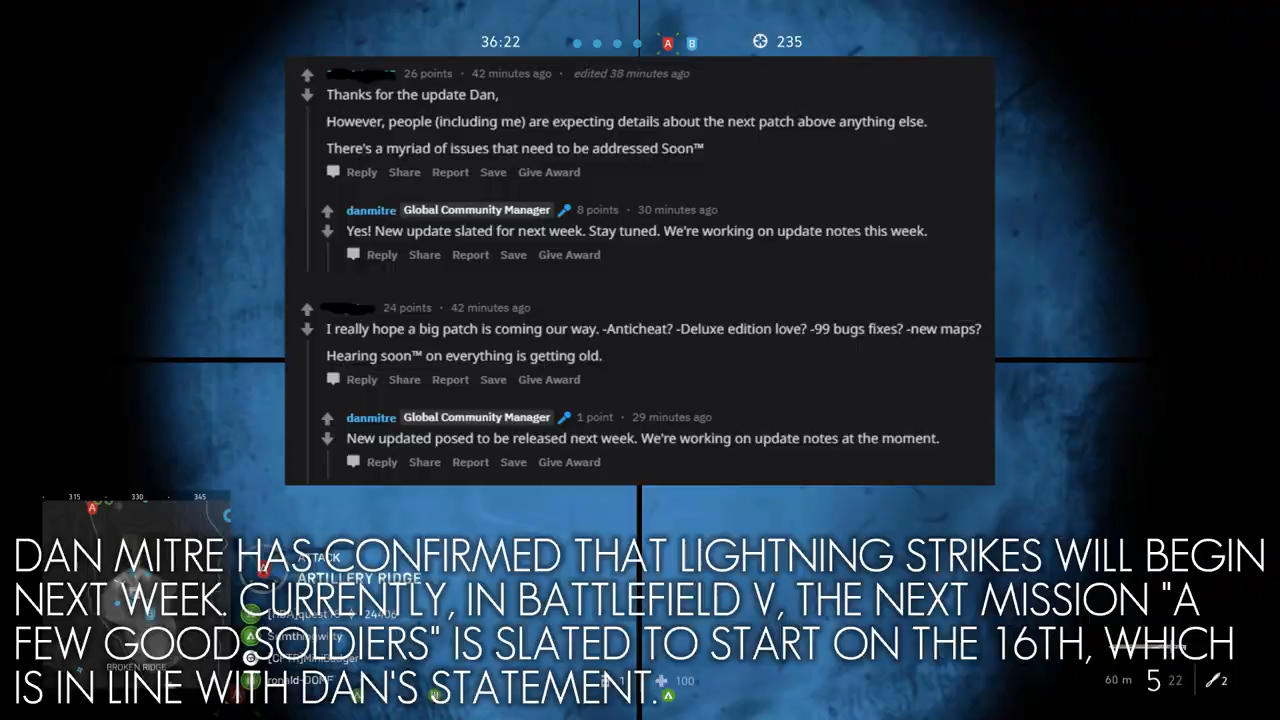 36:22 A B 235
26 points · 42 minutes ago · edited 38 minutes ago
Thanks for the update Dan,
However, people (including me) are expecting details about the next patch above anything else.
There's a myriad of issues that need to be addressed Soon™
Reply Share Report Save Give Award
danmitre Global Community Manager 8 points · 30 minutes ago
Yes! New update slated for next week. Stay tuned. We're working on update notes this week.
Reply Share Report Save Give Award
24 points · 42 minutes ago
I really hope a big patch is coming our way. -Anticheat? -Deluxe edition love? -99 bugs fixes? -new maps?
Hearing soon™ on everything is getting old.
Reply Share Report Save Give Award
danmitre Global Community Manager 1 point · 29 minutes ago
New updated posed to be released next week. We're working on update notes at the moment.
Reply Share Report Save Give Award
315 330 345
A
ATTACK
ARTILLERY RIDGE
BROKEN RIDGE
DAN MITRE HAS CONFIRMED THAT LIGHTNING STRIKES WILL BEGIN
NEXT WEEK. CURRENTLY, IN BATTLEFIELD V, THE NEXT MISSION "A
FEW GOOD SOLDIERS" IS SLATED TO START ON THE 16TH, WHICH
IS IN LINE WITH DAN'S STATEMENT.
100
60 m 5 22 2